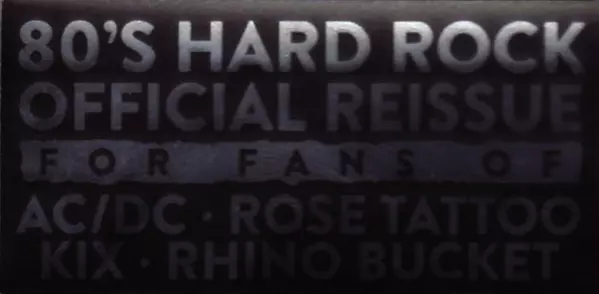 80'S HARD ROCK
OFFICIAL REISSUE
FOR FANS OF
AC/DC · ROSE TATTOO
KIX · RHINO BUCKET